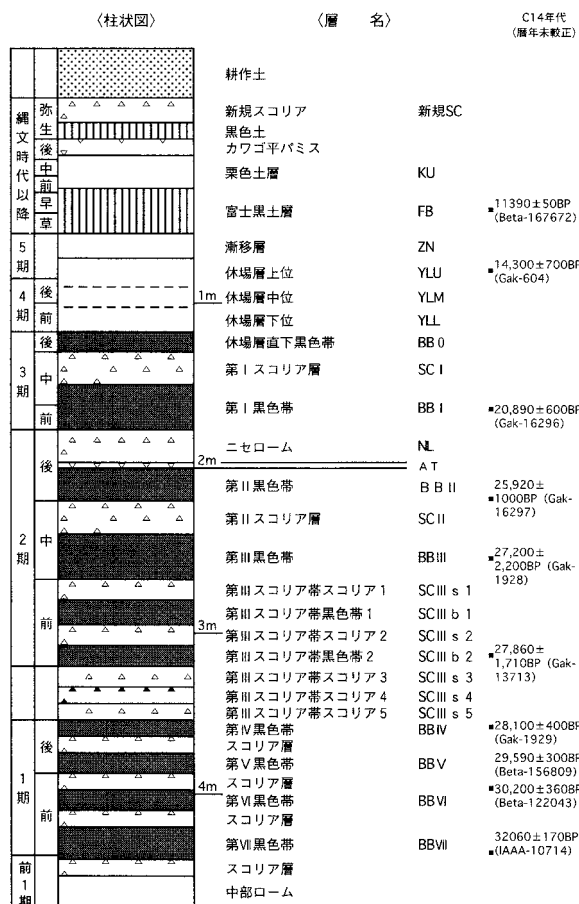 〈柱状図〉 〈層 名〉 C14年代
(暦年未較正)
耕作土
縄文時代以降
弥生 新規スコリア 新規SC
黒色土
後 カワゴ平パミス
中 栗色土層 KU
前
早 富士黒土層 FB ■11390±50BP
(Beta-167672)
草
5期 漸移層 ZN
休場層上位 YLU ■14,300±700BP
(Gak-604)
4期 後 1m 休場層中位 YLM
前 休場層下位 YLL
3期 後 休場層直下黒色帯 BB0
中 第Iスコリア層 SCI
前 第I黒色帯 BBI ■20,890±600BP
(Gak-16296)
2期 後 ニセローム NL
2m AT
第II黒色帯 BBII 25,920±
■1000BP (Gak-
16297)
中 第IIスコリア層 SCII
第III黒色帯 BBIII ■27,200±
2,200BP (Gak-
1928)
前 第IIIスコリア帯スコリア1 SCIII s 1
第IIIスコリア帯黒色帯1 SCIII b 1
3m 第IIIスコリア帯スコリア2 SCIII s 2
第IIIスコリア帯黒色帯2 SCIII b 2 ■27,860±
1,710BP (Gak-
13713)
第IIIスコリア帯スコリア3 SCIII s 3
第IIIスコリア帯スコリア4 SCIII s 4
第IIIスコリア帯スコリア5 SCIII s 5
1期 後 第IV黒色帯 BBIV ■28,100±400BP
(Gak-1929)
スコリア層
第V黒色帯 BBV 29,590±300BP
(Beta-156809)
前 4m スコリア層
第VI黒色帯 BBVI ■30,200±360BP
(Beta-122043)
スコリア層
第VII黒色帯 BBVII 32060±170BP
■(IAAA-10714)
前1期 スコリア層
中部ローム